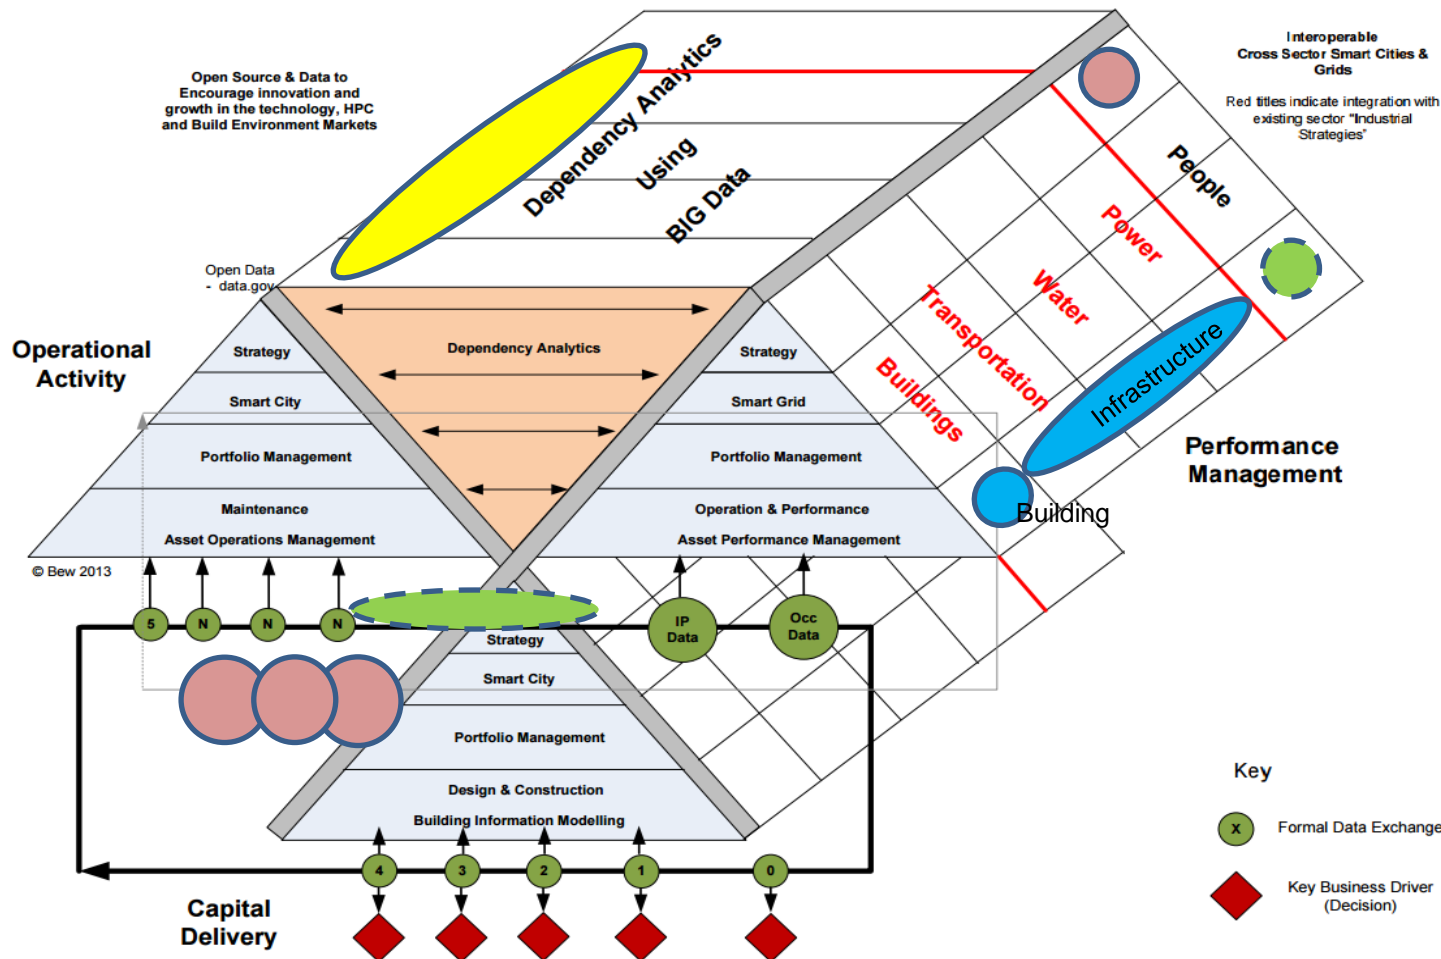 Open Source & Data to
Encourage innovation and
growth in the technology, HPC
and Build Environment Markets
Dependency Analytics
Using
BIG Data
Interoperable
Cross Sector Smart Cities &
Grids
Red titles indicate integration with
existing sector "Industrial
Strategies"
People
Power
Water
Transportation
Buildings
Infrastructure
Building
Performance
Management
Open Data
- data.gov
Operational
Activity
Strategy
Smart City
Portfolio Management
Maintenance
Asset Operations Management
Dependency Analytics
Strategy
Smart Grid
Portfolio Management
Operation & Performance
Asset Performance Management
© Bew 2013
5
N
N
N
IP
Data
Occ
Data
Strategy
Smart City
Portfolio Management
Design & Construction
Building Information Modelling
4
3
2
1
0
Capital
Delivery
Key
X
Formal Data Exchange
Key Business Driver
(Decision)